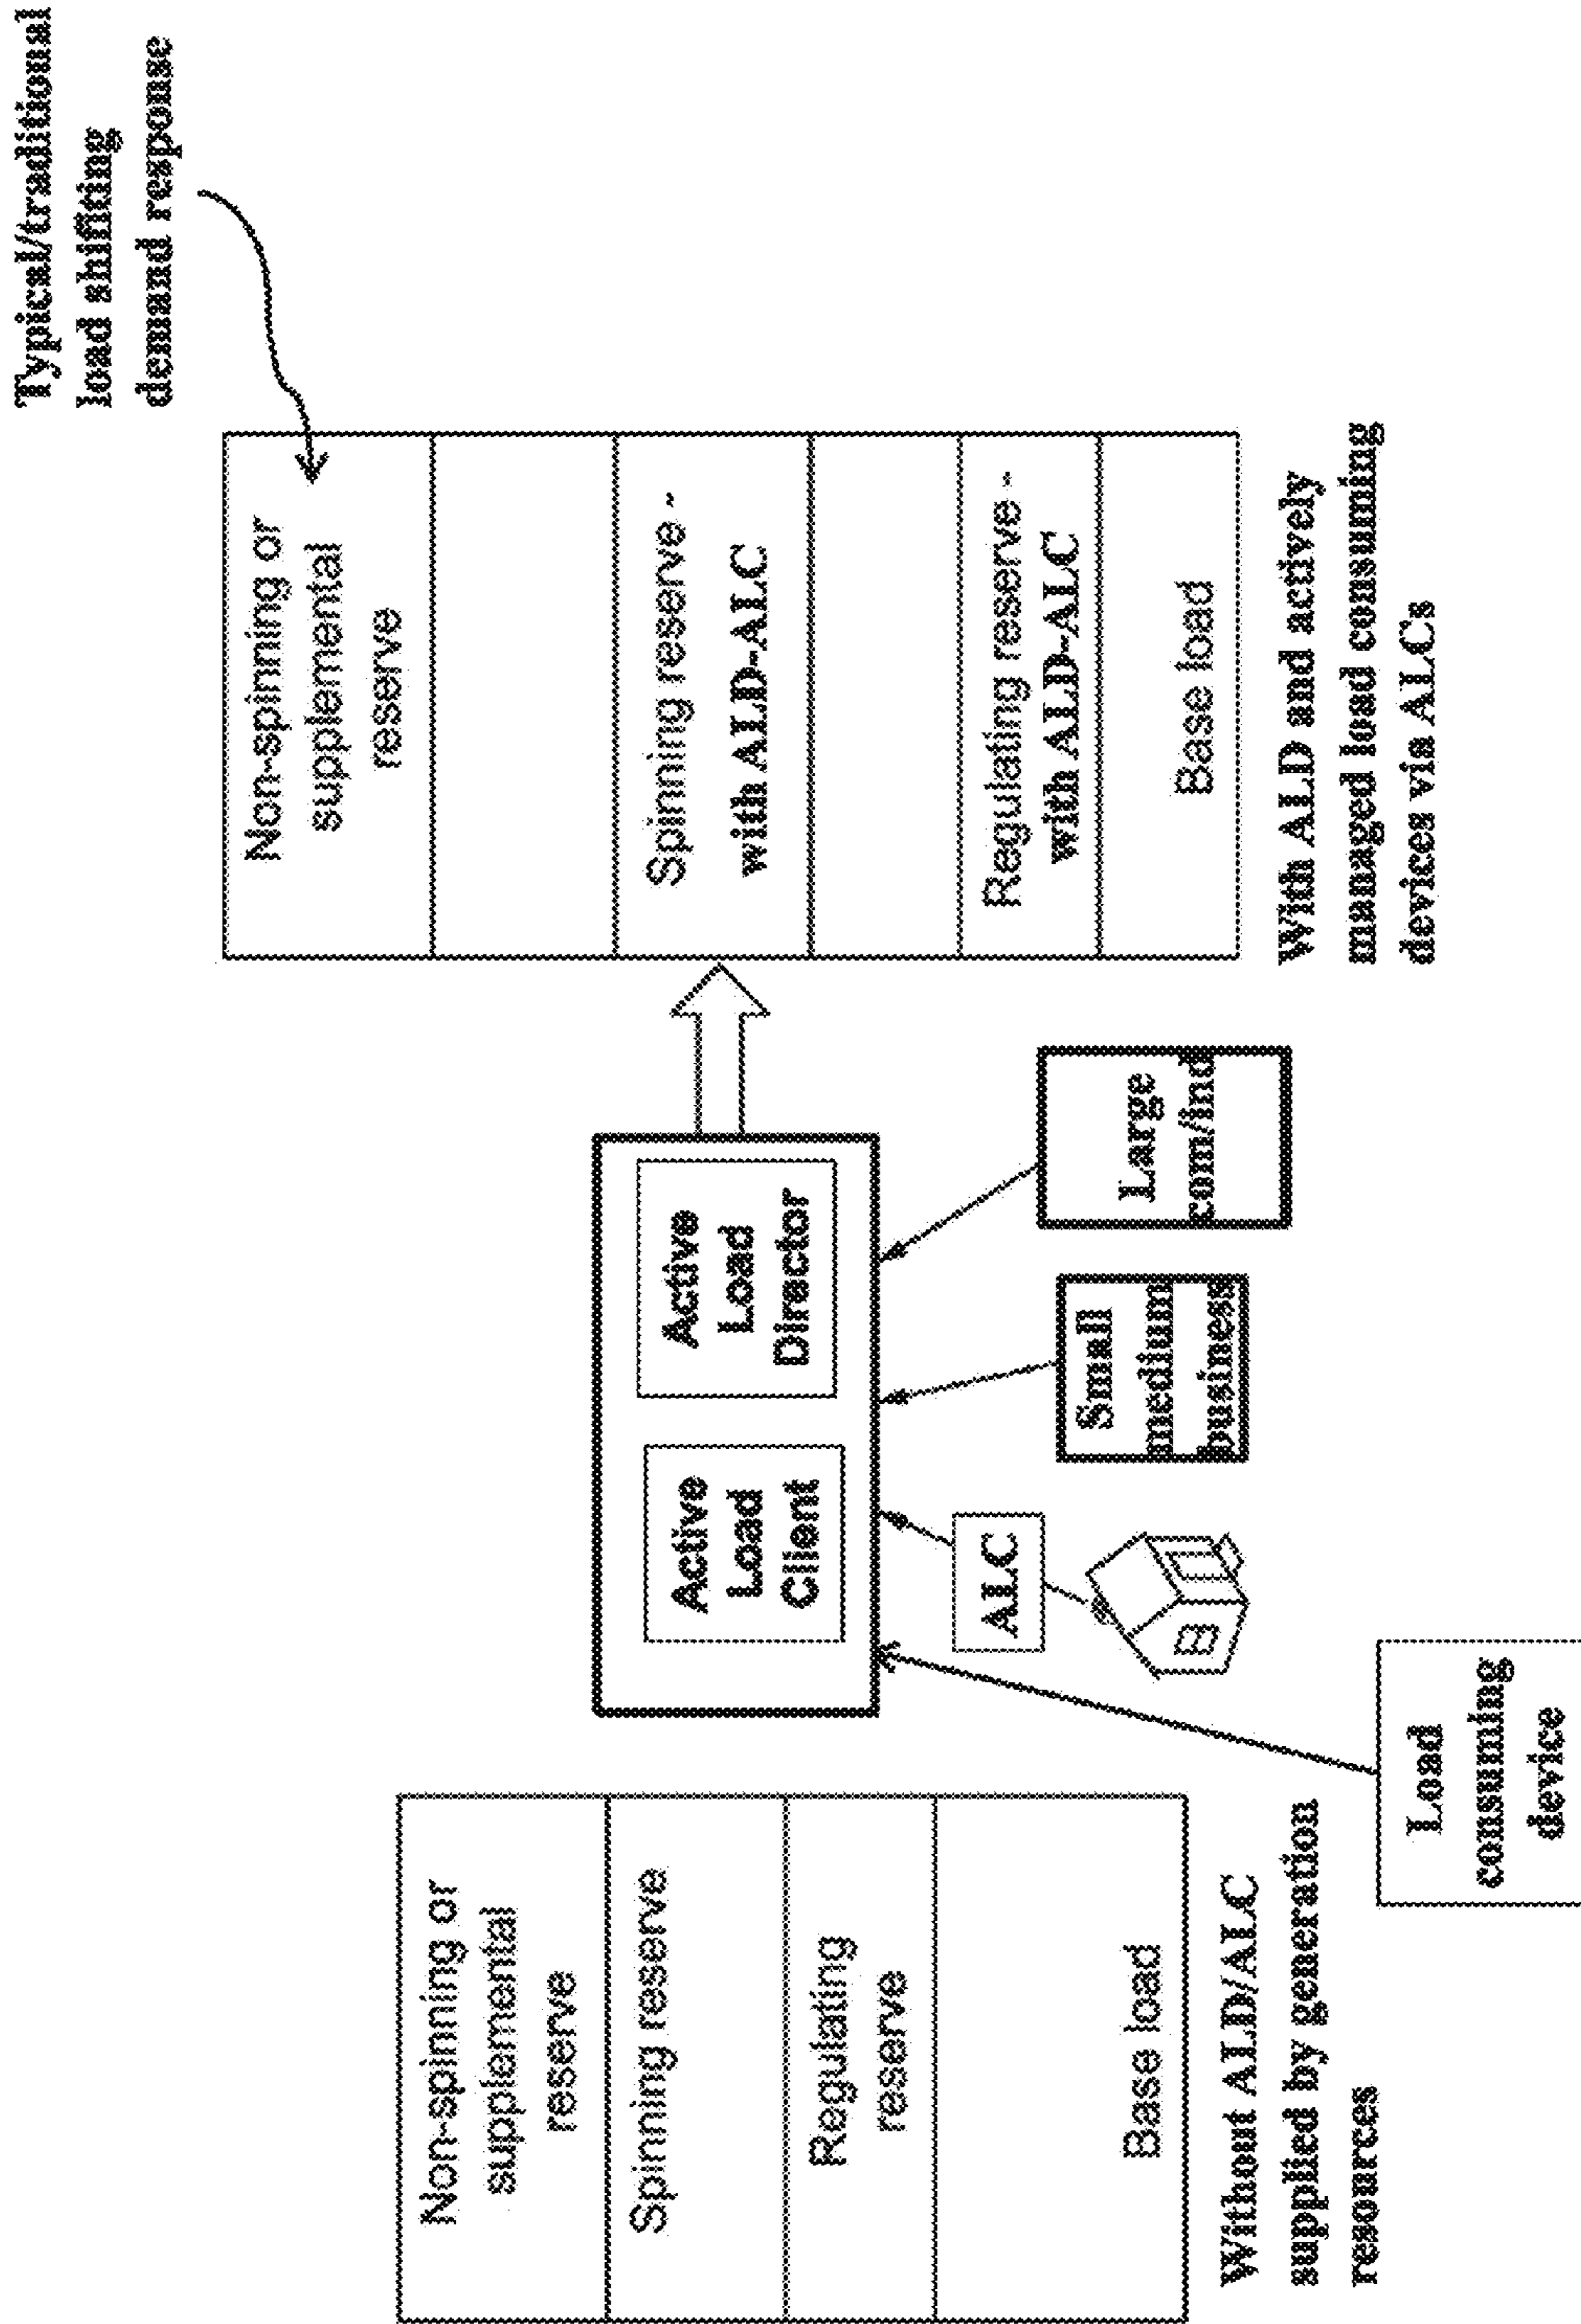 Typical/traditional
load shifting
demand response
Non-spinning or
supplemental
reserve
Spinning reserve
Regulating
reserve
Base load
Without ALD/ALC
supplied by generation
resources
Active
Load
Client
Active
Load
Director
Load
consuming
device
ALC
Small
medium
business
Large
com/ind
Non-spinning or
supplemental
reserve
Spinning reserve -
with ALD-ALC
Regulating reserve -
with ALD-ALC
Base load
With ALD and actively
managed load consuming
devices via ALCs